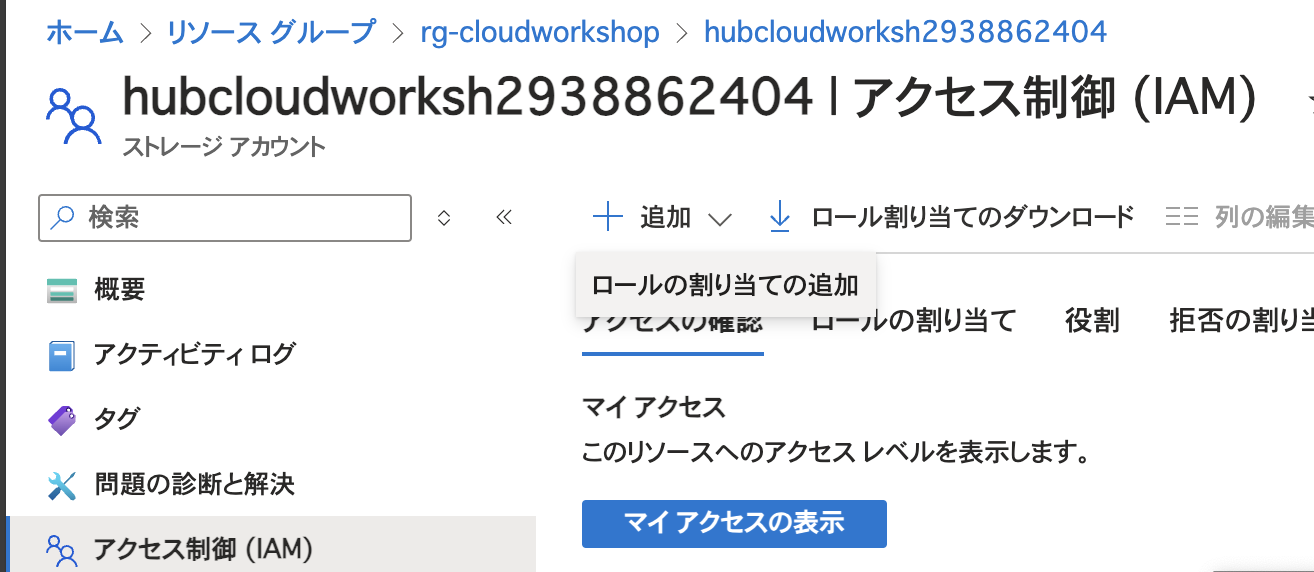 ホーム > リソース グループ > rg-cloudworkshop > hubcloudworksh2938862404
hubcloudworksh2938862404 | アクセス制御 (IAM)
ストレージ アカウント
検索
追加 ロール割り当てのダウンロード 列の編集
ロールの割り当ての追加
アクセスの確認 ロールの割り当て 役割 拒否の割り当
概要
アクティビティ ログ
タグ
問題の診断と解決
アクセス制御 (IAM)
マイ アクセス
このリソースへのアクセス レベルを表示します。
マイ アクセスの表示